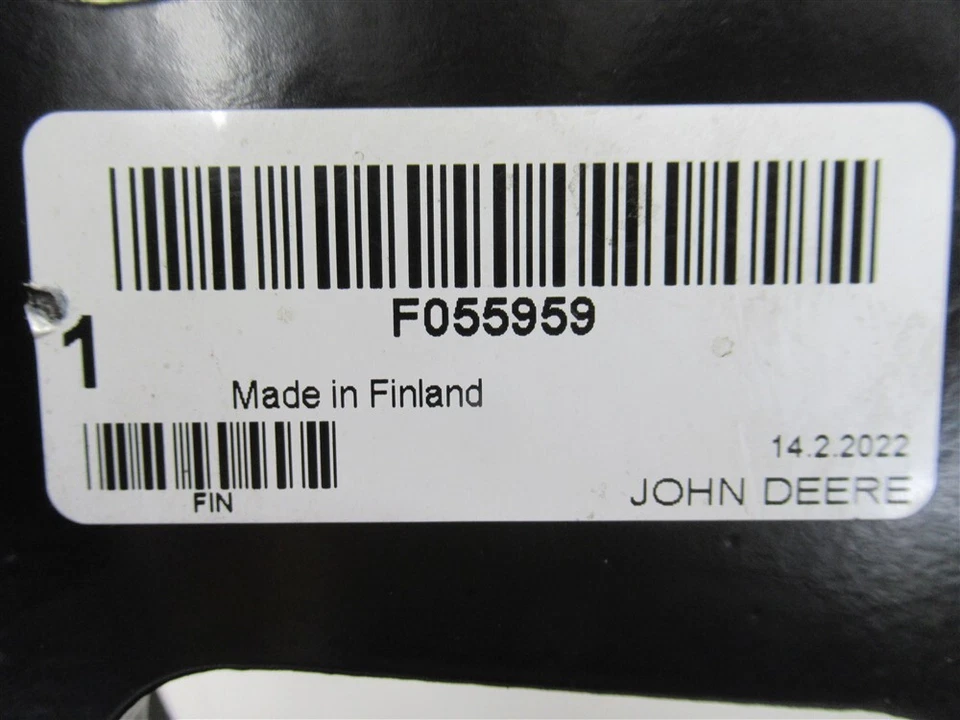 F055959
1
Made in Finland
14.2.2022
FIN
JOHN DEERE